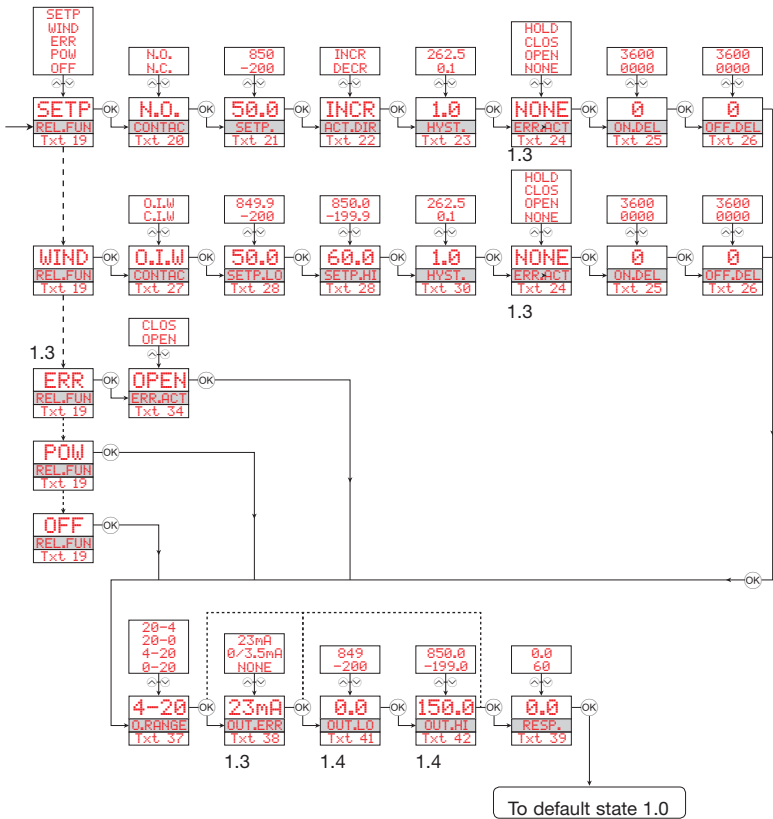 SETP
WIND
ERR
POW
OFF
N.O.
N.C.
850
-200
INCR
DECR
262.5
0.1
HOLD
CLOS
OPEN
NONE
3600
0000
3600
0000
SETP
REL.FUN
Txt 19
OK
N.O.
CONTAC
Txt 20
OK
50.0
SETP.
Txt 21
OK
INCR
ACT.DIR
Txt 22
OK
1.0
HYST.
Txt 23
OK
NONE
ERR.ACT
Txt 24
OK
0
ON.DEL
Txt 25
OK
0
OFF.DEL
Txt 26
1.3
O.I.W
C.I.W
849.9
-200
850.0
-199.9
262.5
0.1
HOLD
CLOS
OPEN
NONE
3600
0000
3600
0000
WIND
REL.FUN
Txt 19
OK
O.I.W
CONTAC
Txt 27
OK
50.0
SETP.LO
Txt 28
OK
60.0
SETP.HI
Txt 28
OK
1.0
HYST.
Txt 30
OK
NONE
ERR.ACT
Txt 24
OK
0
ON.DEL
Txt 25
OK
0
OFF.DEL
Txt 26
1.3
CLOS
OPEN
1.3
ERR
REL.FUN
Txt 19
OK
OPEN
ERR.ACT
Txt 34
OK
POW
REL.FUN
Txt 19
OK
OFF
REL.FUN
Txt 19
OK
OK
20-4
20-0
4-20
0-20
23mA
0/3.5mA
NONE
849
-200
850.0
-199.0
0.0
60
4-20
O.RANGE
Txt 37
OK
23mA
OUT.ERR
Txt 38
OK
0.0
OUT.LO
Txt 41
OK
150.0
OUT.HI
Txt 42
OK
0.0
RESP.
Txt 39
OK
1.3
1.4
1.4
To default state 1.0